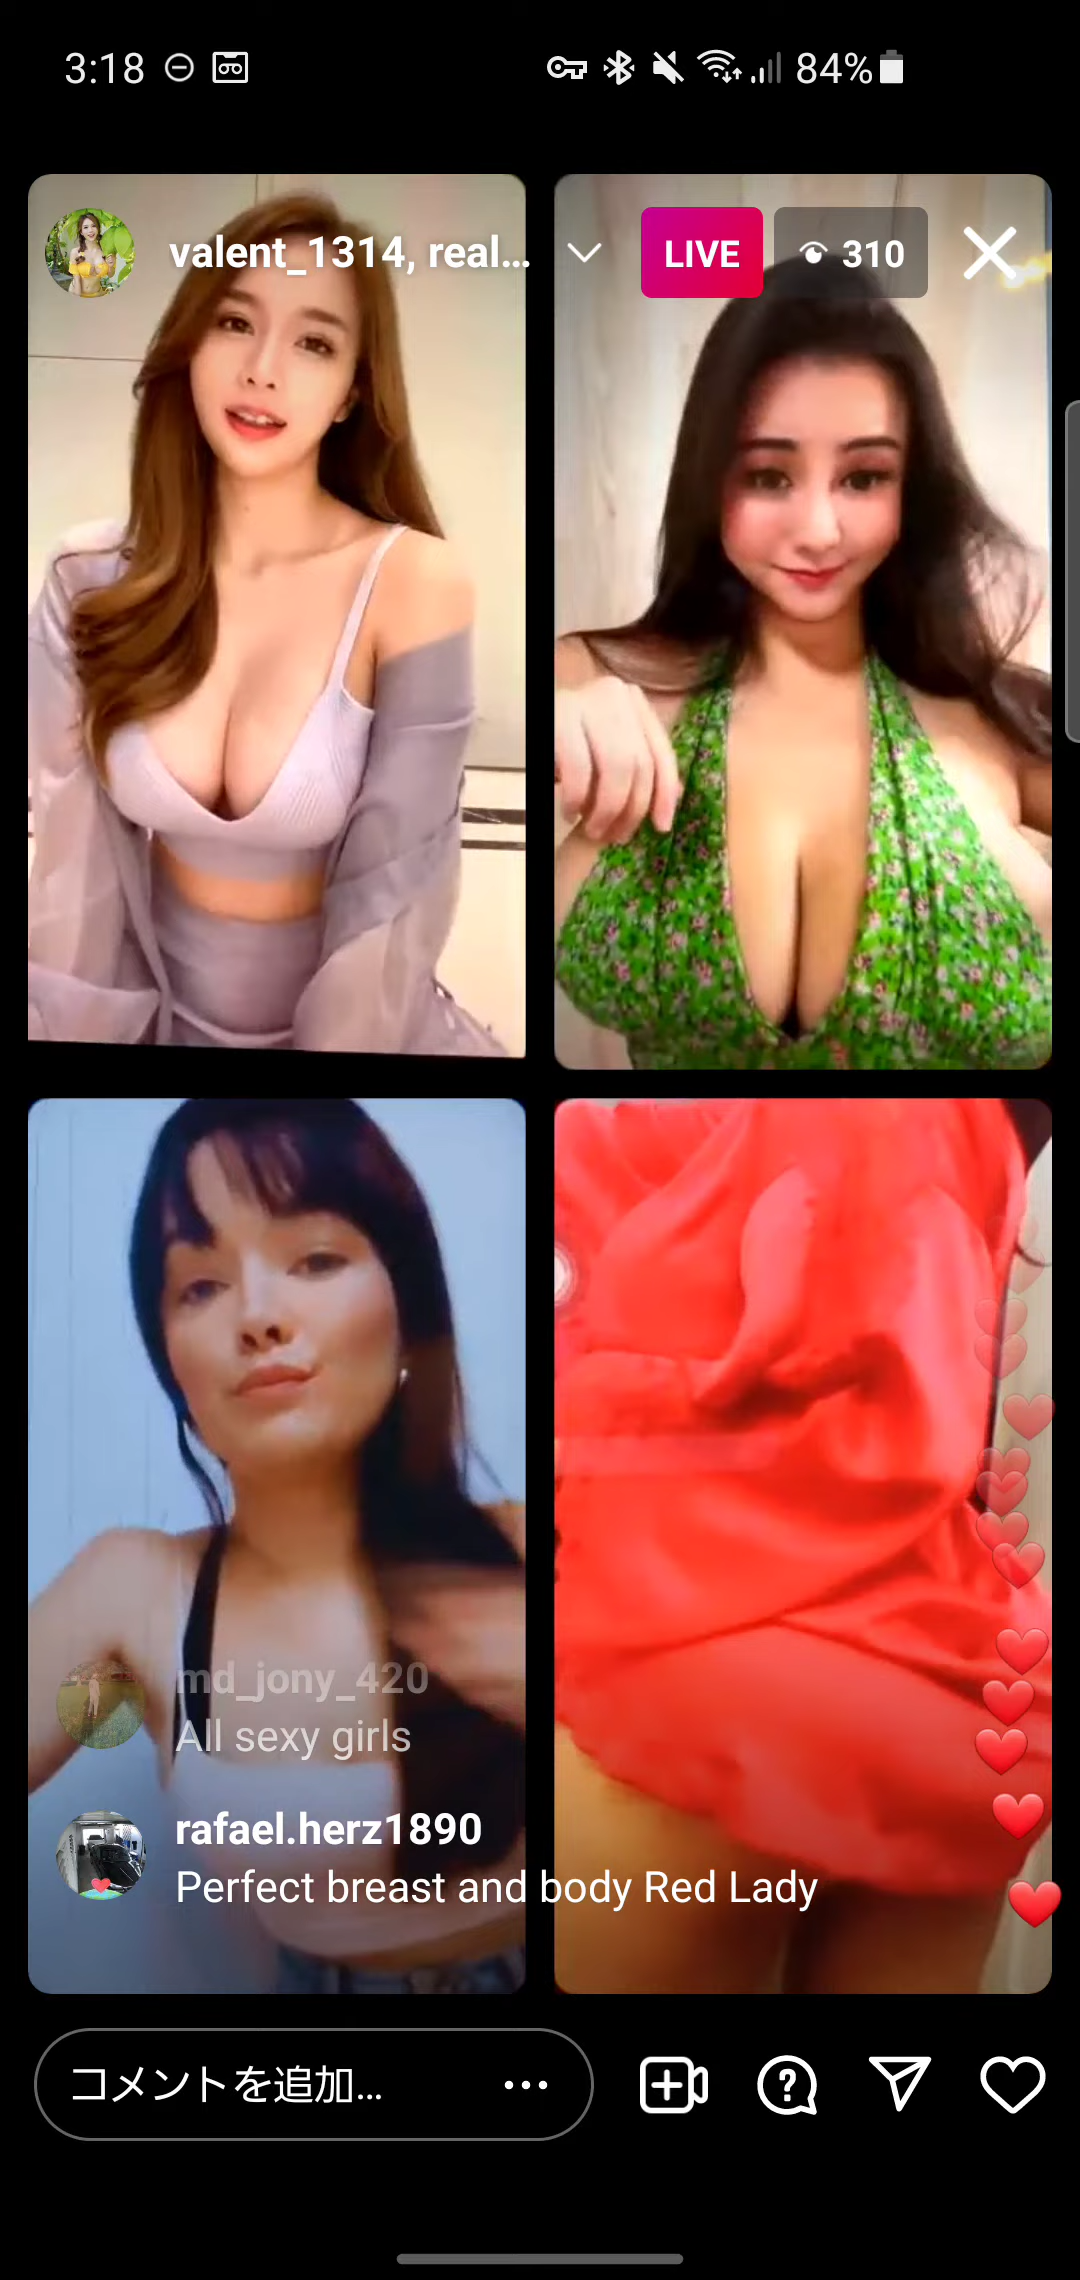 3:18
84%
valent_1314, real...
LIVE
310
md_jony_420
All sexy girls
rafael.herz1890
Perfect breast and body Red Lady
コメントを追加...